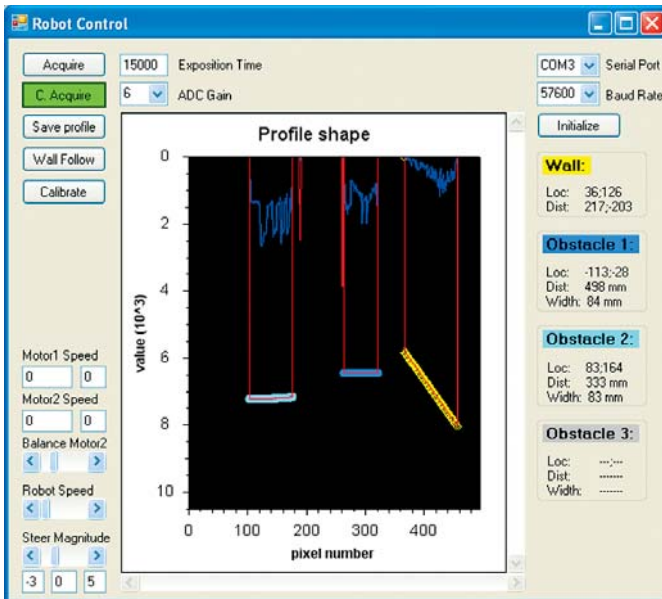 Robot Control
Acquire
15000 Exposition Time
COM3 Serial Port
C. Acquire
6 ADC Gain
57600 Baud Rate
Save profile
Initialize
Wall Follow
Calibrate
Profile shape
0
2
4
6
8
10
value (10^3)
0 100 200 300 400
pixel number
Wall:
Loc: 36;126
Dist: 217;-203
Obstacle 1:
Loc: -113;-28
Dist: 498 mm
Width: 84 mm
Obstacle 2:
Loc: 83;164
Dist: 333 mm
Width: 83 mm
Obstacle 3:
Loc: ---;---
Dist: -------
Width: -------
Motor1 Speed
0 0
Motor2 Speed
0 0
Balance Motor2
Robot Speed
Steer Magnitude
-3 0 5